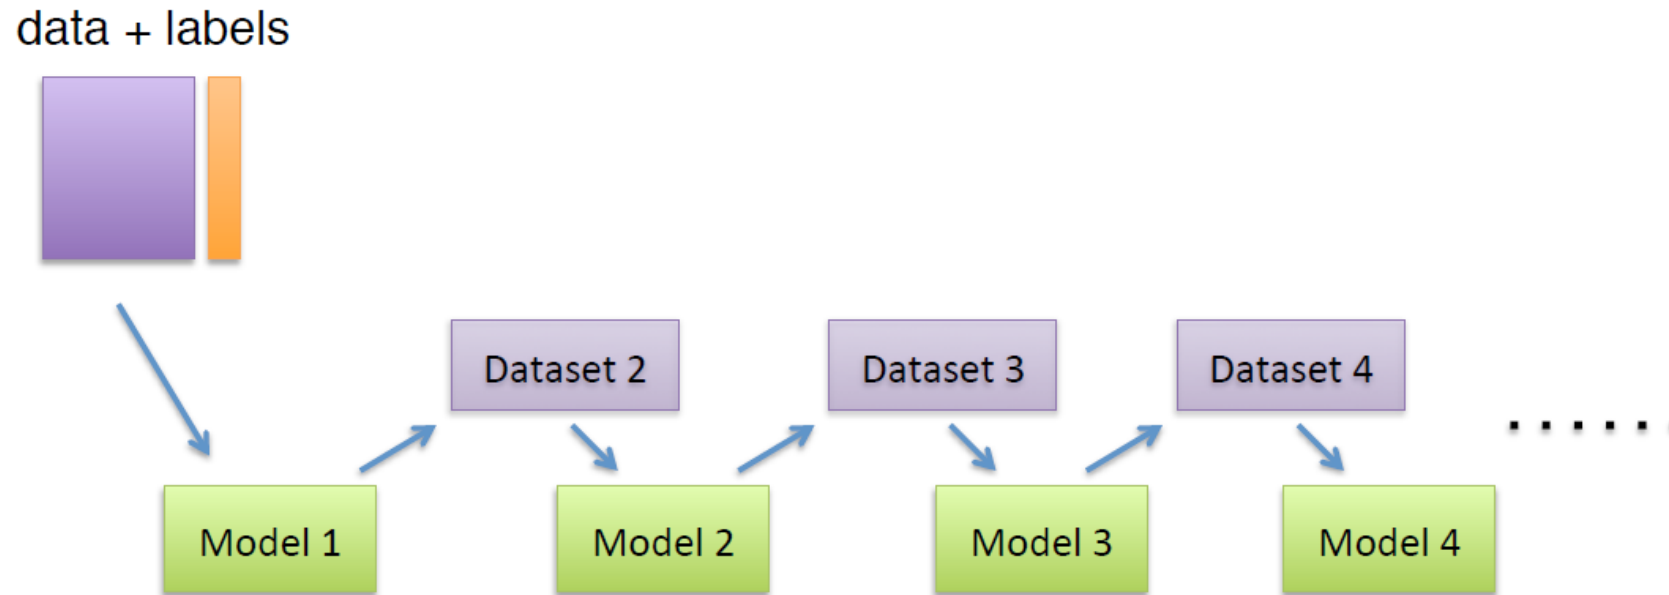 data + labels
Dataset 2
Dataset 3
Dataset 4
......
Model 1
Model 2
Model 3
Model 4